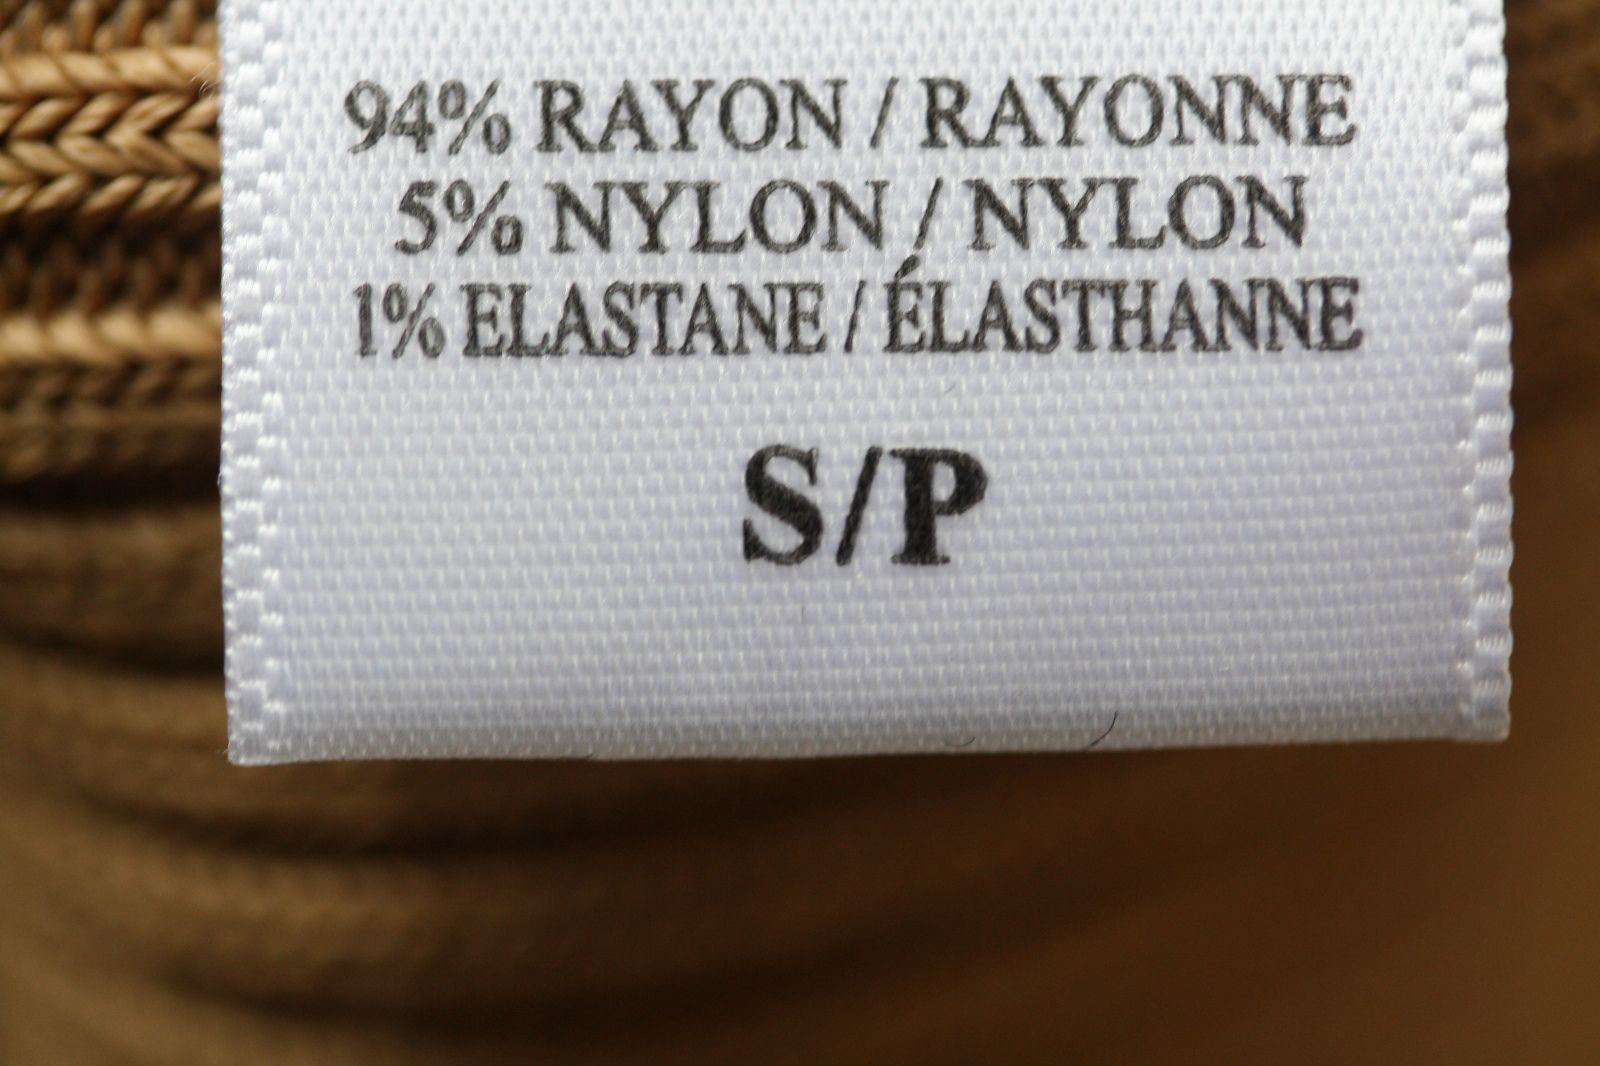 94% RAYON / RAYONNE
5% NYLON / NYLON
1% ELASTANE / ÉLASTHANNE
S/P